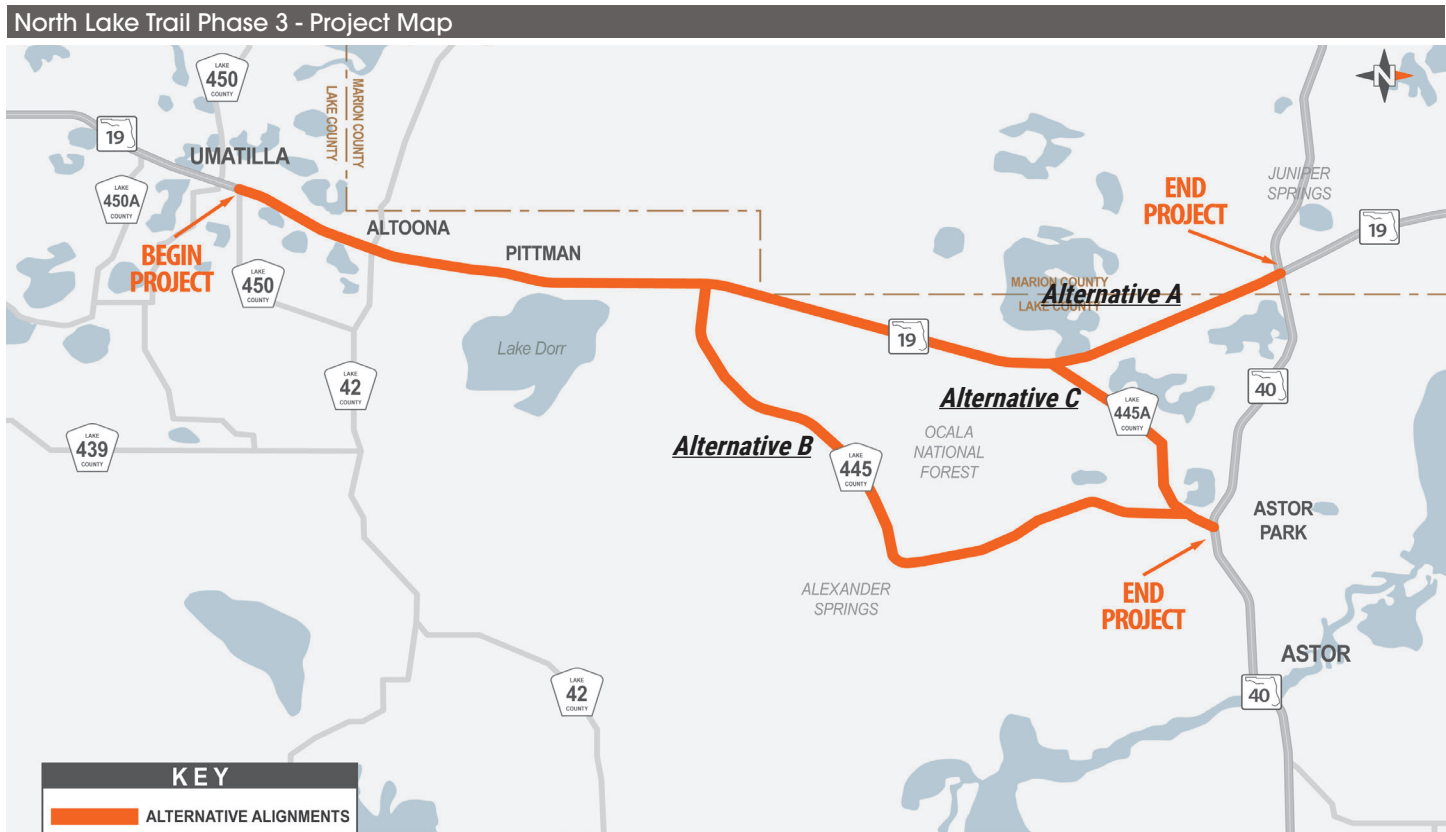 North Lake Trail Phase 3 - Project Map
LAKE
450
COUNTY
MARION COUNTY
LAKE COUNTY
N
19
UMATILLA
LAKE
450A
COUNTY
BEGIN
PROJECT
LAKE
450
COUNTY
ALTOONA
PITTMAN
JUNIPER
SPRINGS
END
PROJECT
19
MARION COUNTY
Alternative A
LAKE COUNTY
19
Lake Dorr
LAKE
42
COUNTY
40
Alternative C
LAKE
445A
COUNTY
LAKE
439
COUNTY
Alternative B
OCALA
NATIONAL
FOREST
LAKE
445
COUNTY
ASTOR
PARK
ALEXANDER
SPRINGS
END
PROJECT
ASTOR
LAKE
42
COUNTY
40
KEY
ALTERNATIVE ALIGNMENTS